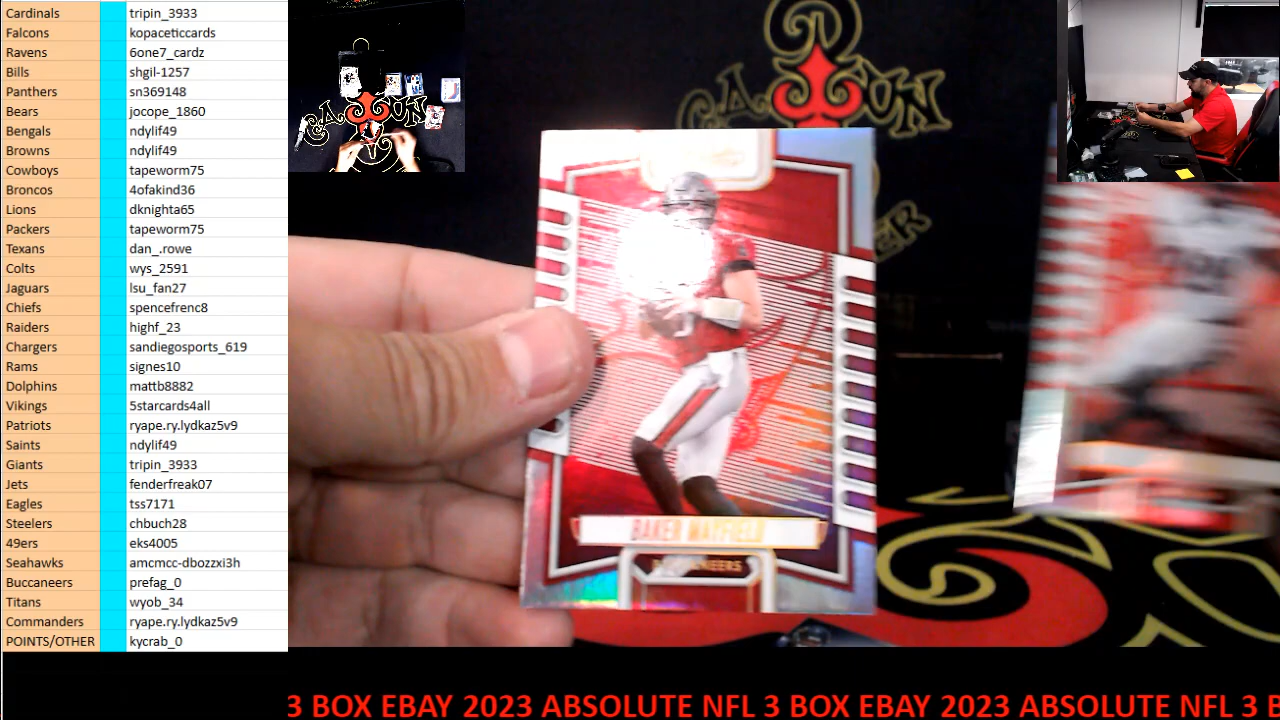 Cardinals tripin_3933
Falcons kopaceticcards
Ravens 6one7_cardz
Bills shgil-1257
Panthers sn369148
Bears jocope_1860
Bengals ndylif49
Browns ndylif49
Cowboys tapeworm75
Broncos 4ofakind36
Lions dknighta65
Packers tapeworm75
Texans dan_.rowe
Colts wys_2591
Jaguars lsu_fan27
Chiefs spencefrenc8
Raiders highf_23
Chargers sandiegosports_619
Rams signes10
Dolphins mattb8882
Vikings 5starcards4all
Patriots ryape.ry.lydkaz5v9
Saints ndylif49
Giants tripin_3933
Jets fenderfreak07
Eagles tss7171
Steelers chbuch28
49ers eks4005
Seahawks amcmcc-dbozzxi3h
Buccaneers prefag_0
Titans wyob_34
Commanders ryape.ry.lydkaz5v9
POINTS/OTHER kycrab_0
BAKER MAYFIELD
3 BOX EBAY 2023 ABSOLUTE NFL 3 BOX EBAY 2023 ABSOLUTE NFL 3 B